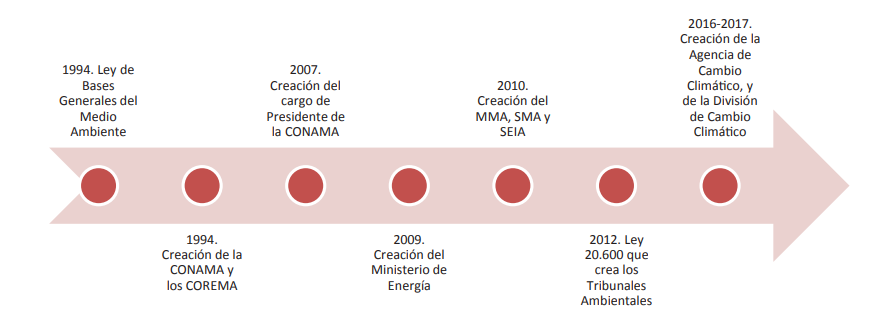 1994. Ley de
Bases
Generales del
Medio
Ambiente
1994.
Creación de la
CONAMA y
los COREMA
2007.
Creación del
cargo de
Presidente de
la CONAMA
2009.
Creación del
Ministerio de
Energía
2010.
Creación del
MMA, SMA y
SEIA
2012. Ley
20.600 que
crea los
Tribunales
Ambientales
2016-2017.
Creación de la
Agencia de
Cambio
Climático, y
de la División
de Cambio
Climático